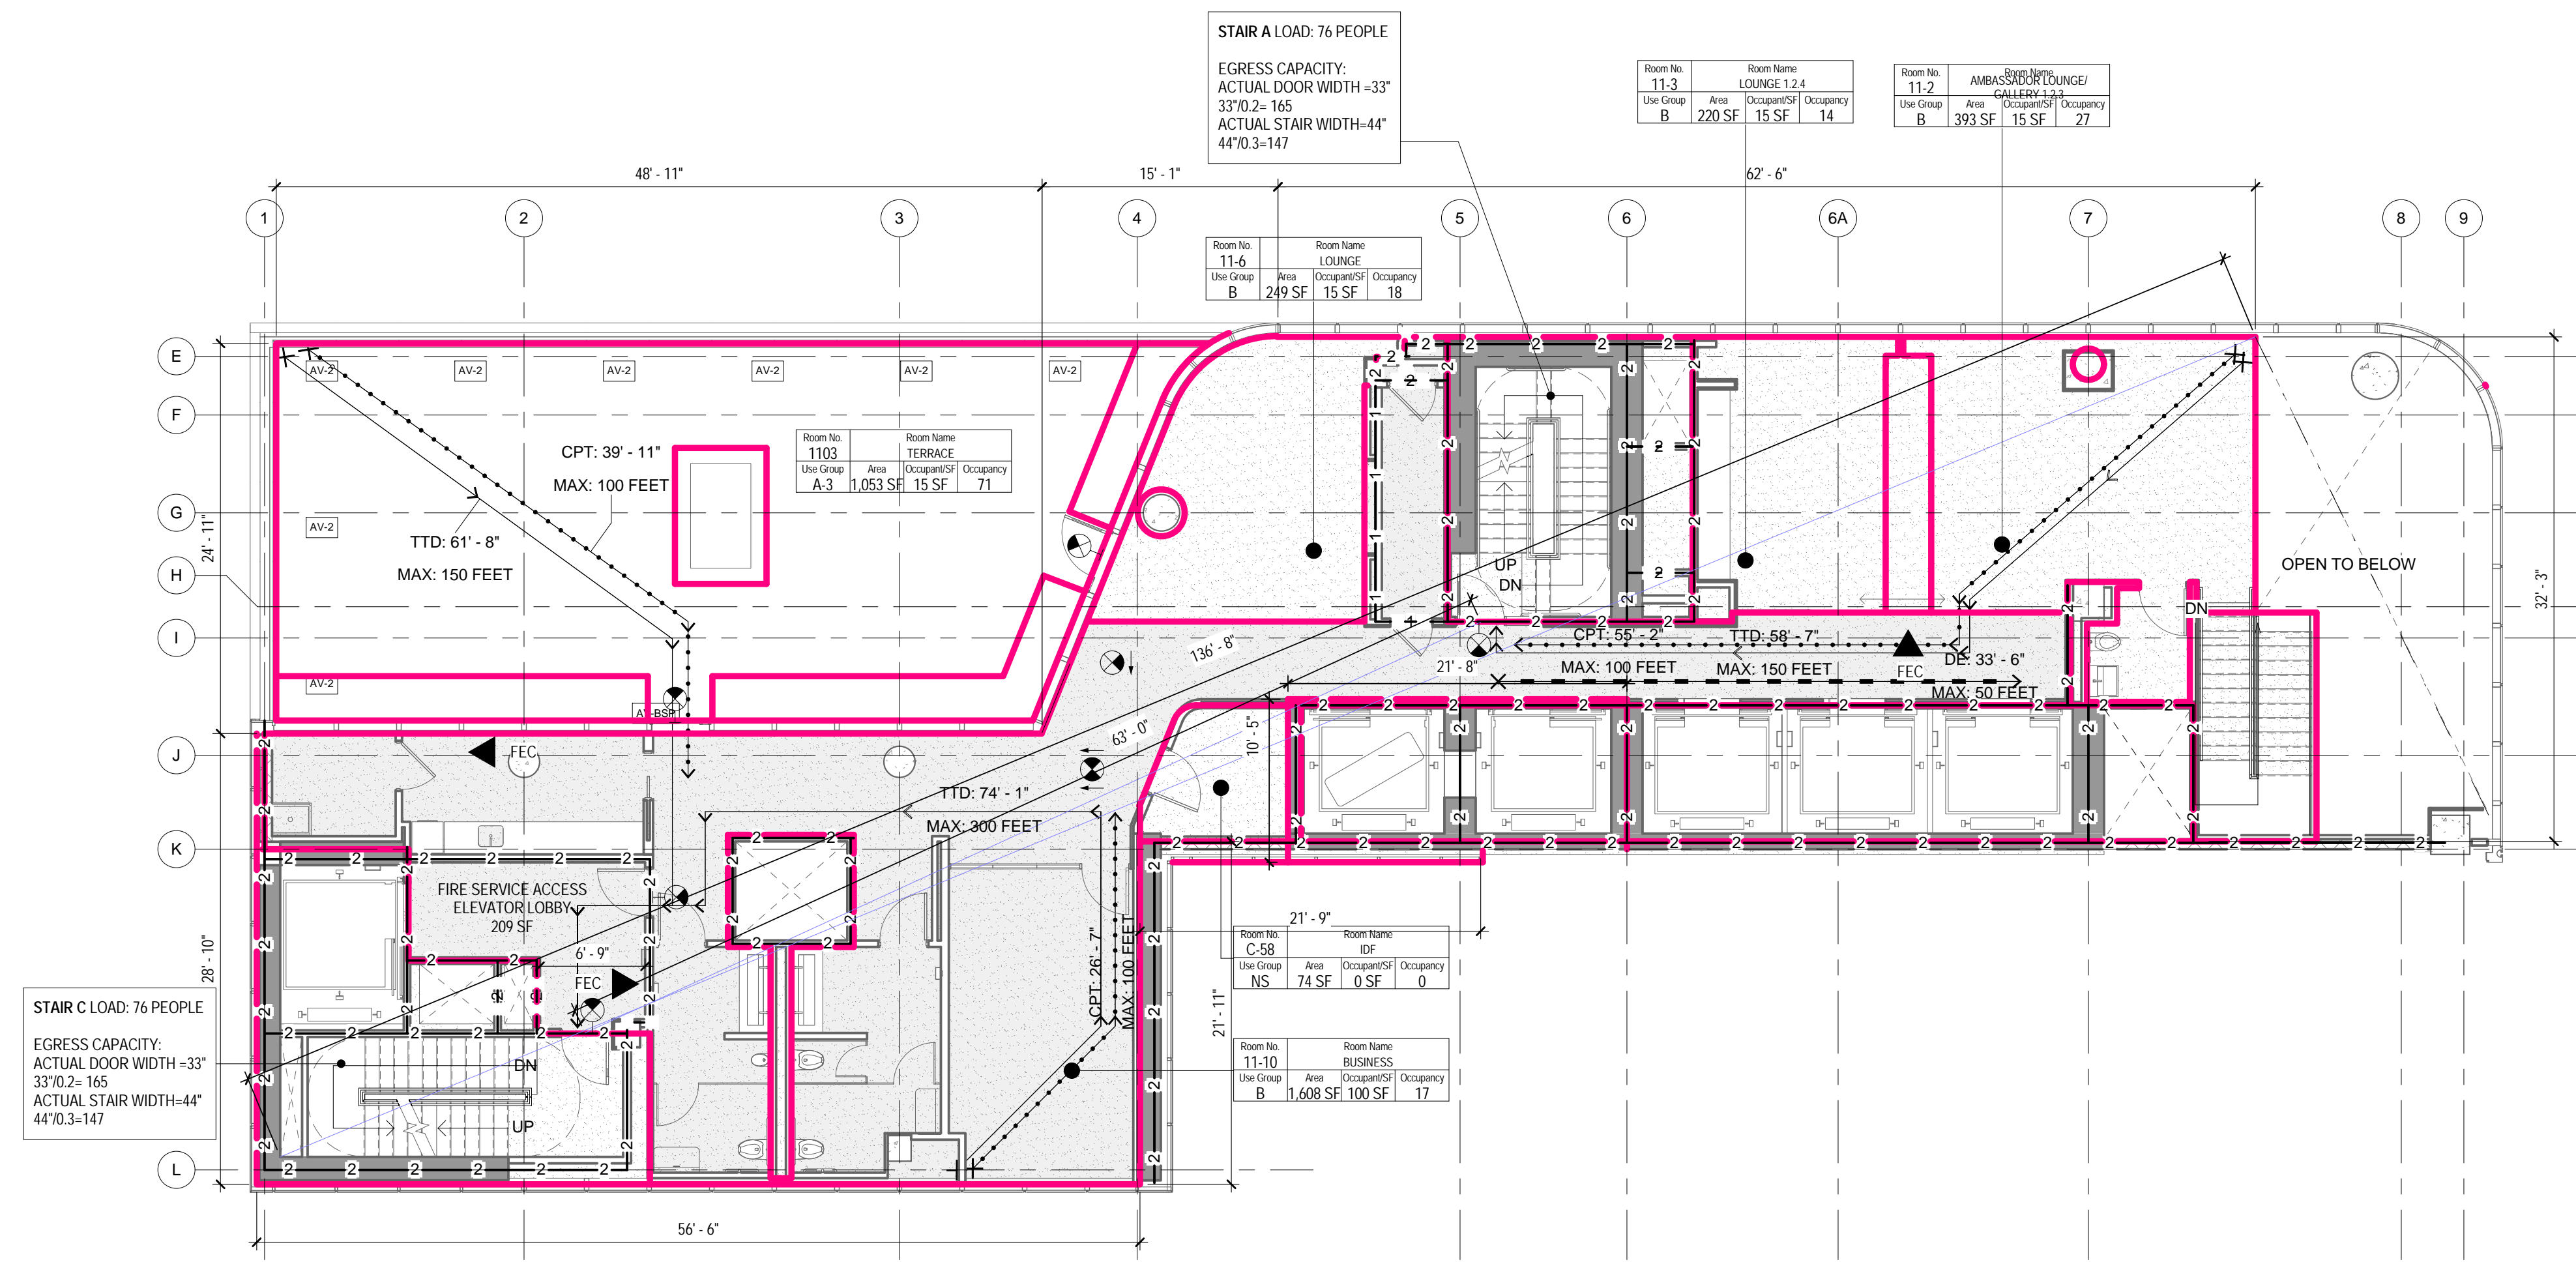 STAIR A LOAD: 76 PEOPLE
EGRESS CAPACITY:
ACTUAL DOOR WIDTH =33"
33"/0.2= 165
ACTUAL STAIR WIDTH=44"
44"/0.3=147
Room No. Room Name
11-3 LOUNGE 1.2.4
Use Group Area Occupant/SF Occupancy
B 220 SF 15 SF 14
Room No. Room Name
11-2 AMBASSADOR LOUNGE/
GALLERY 1.2.3
Use Group Area Occupant/SF Occupancy
B 393 SF 15 SF 27
48' - 11" 15' - 1" 62' - 6"
1 2 3 4 5 6 6A 7 8 9
Room No. Room Name
11-6 LOUNGE
Use Group Area Occupant/SF Occupancy
B 249 SF 15 SF 18
E
F
G
H
I
J
K
L
AV-2 AV-2 AV-2 AV-2 AV-2 AV-2
AV-2
AV-2
AV-BSP
24' - 11"
CPT: 39' - 11"
MAX: 100 FEET
TTD: 61' - 8"
MAX: 150 FEET
Room No. Room Name
1103 TERRACE
Use Group Area Occupant/SF Occupancy
A-3 1,053 SF 15 SF 71
UP
DN
OPEN TO BELOW
DN
32' - 3"
136' - 8"
63' - 0"
21' - 8"
CPT: 55' - 2"
MAX: 100 FEET
TTD: 58' - 7"
MAX: 150 FEET
FEC
DE: 33' - 6"
MAX: 50 FEET
10' - 5"
FEC
TTD: 74' - 1"
MAX: 300 FEET
FIRE SERVICE ACCESS
ELEVATOR LOBBY
209 SF
6' - 9"
FEC
28' - 10"
CPT: 26' - 7"
MAX: 100 FEET
21' - 9"
21' - 11"
Room No. Room Name
C-58 IDF
Use Group Area Occupant/SF Occupancy
NS 74 SF 0 SF 0
Room No. Room Name
11-10 BUSINESS
Use Group Area Occupant/SF Occupancy
B 1,608 SF 100 SF 17
STAIR C LOAD: 76 PEOPLE
EGRESS CAPACITY:
ACTUAL DOOR WIDTH =33"
33"/0.2= 165
ACTUAL STAIR WIDTH=44"
44"/0.3=147
DN
UP
56' - 6"